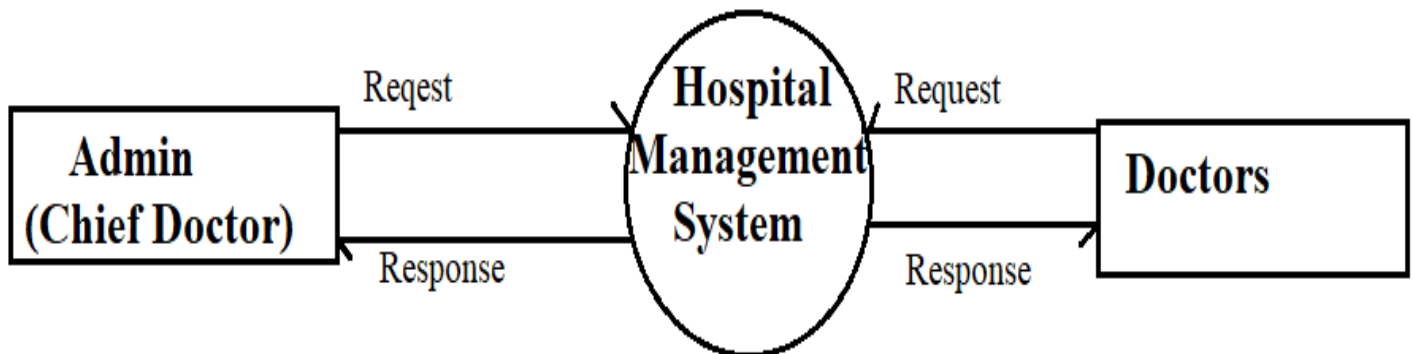 Reqest
Request
Admin
(Chief Doctor)
Hospital
Management
System
Doctors
Response
Response